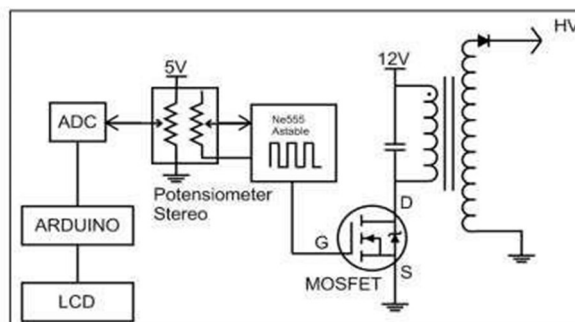 HV
5V
12V
ADC
Ne555
Astable
Potensiometer
Stereo
D
ARDUINO
G
S
MOSFET
LCD